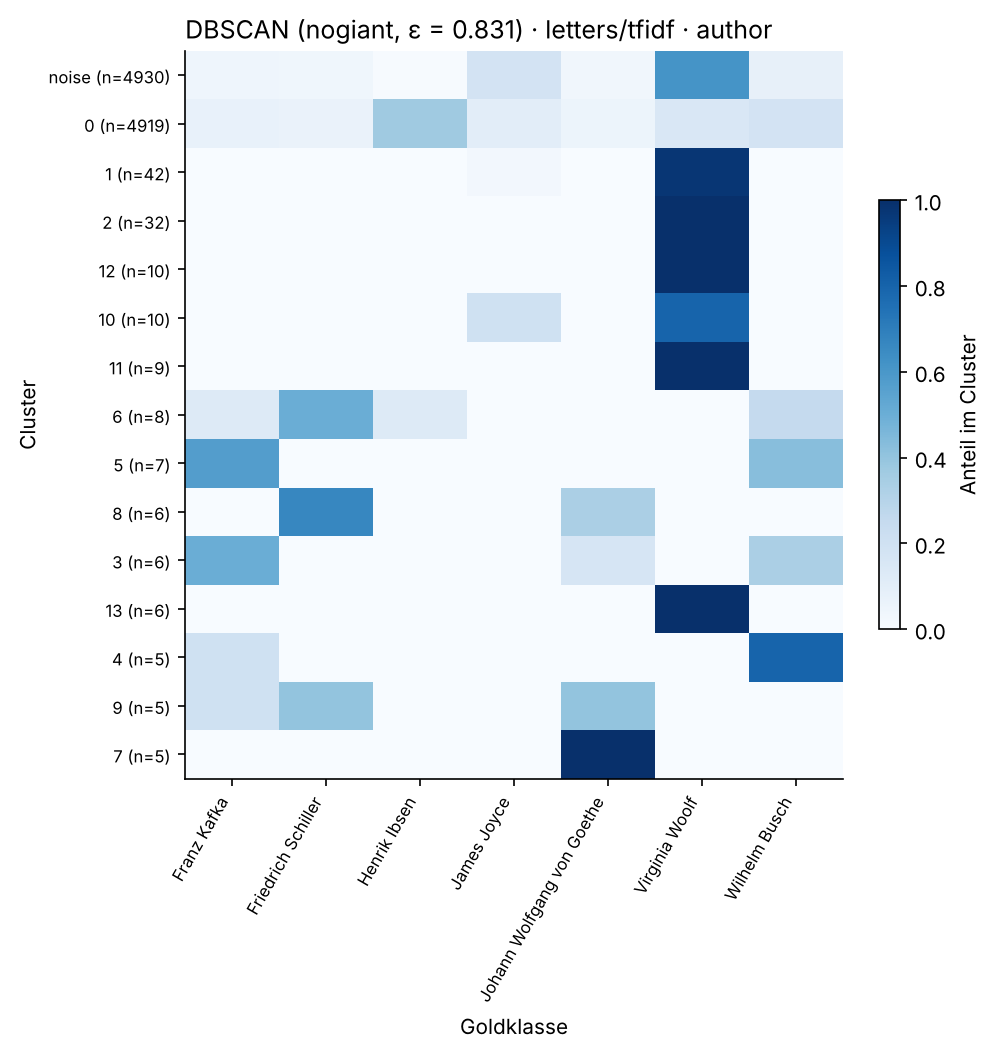 DBSCAN (nogiant, ε = 0.831) · letters/tfidf · author
noise (n=4930)
0 (n=4919)
1 (n=42)
2 (n=32)
12 (n=10)
10 (n=10)
11 (n=9)
6 (n=8)
5 (n=7)
8 (n=6)
3 (n=6)
13 (n=6)
4 (n=5)
9 (n=5)
7 (n=5)
Cluster
Franz Kafka
Friedrich Schiller
Henrik Ibsen
James Joyce
Johann Wolfgang von Goethe
Virginia Woolf
Wilhelm Busch
Goldklasse
1.0
0.8
0.6
0.4
0.2
0.0
Anteil im Cluster